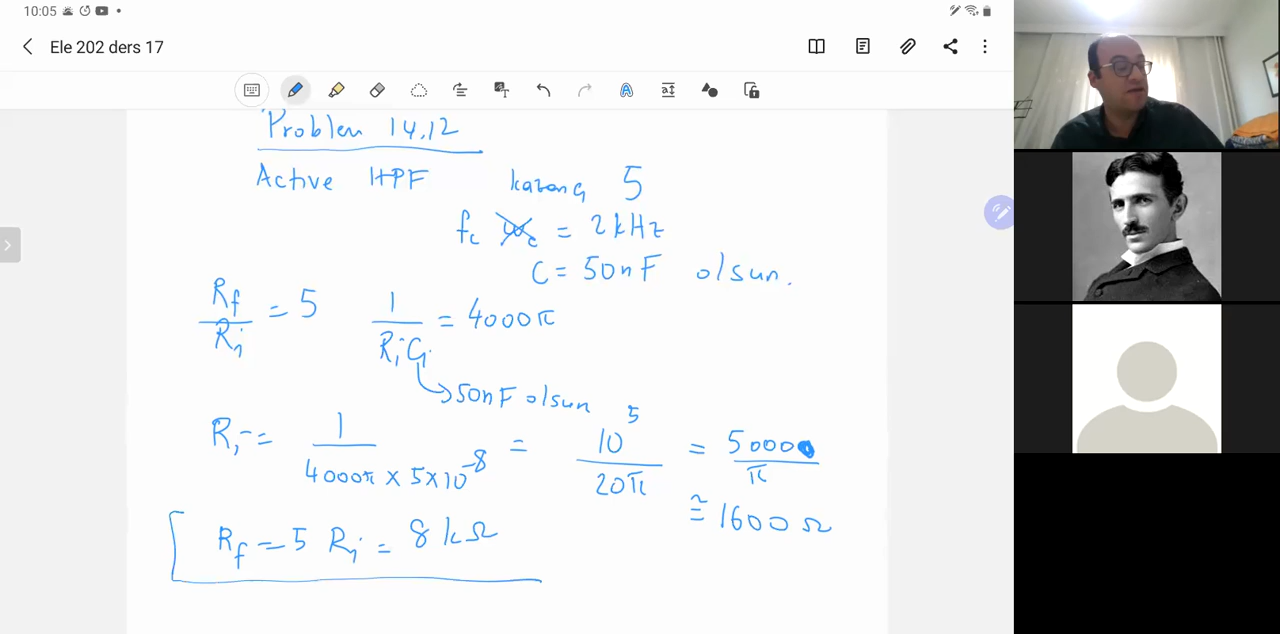 10:05
Ele 202 ders 17
Problem 14.12
Active HPF kazanç 5
fc ωc = 2kHz
C = 50nF olsun.
Rf/Ri = 5 1/RiCi = 4000π
50nF olsun
Ri = 1/4000π × 5×10^-8 = 10^5/20π = 5000/π
≅ 1600 Ω
Rf = 5 Ri = 8 kΩ